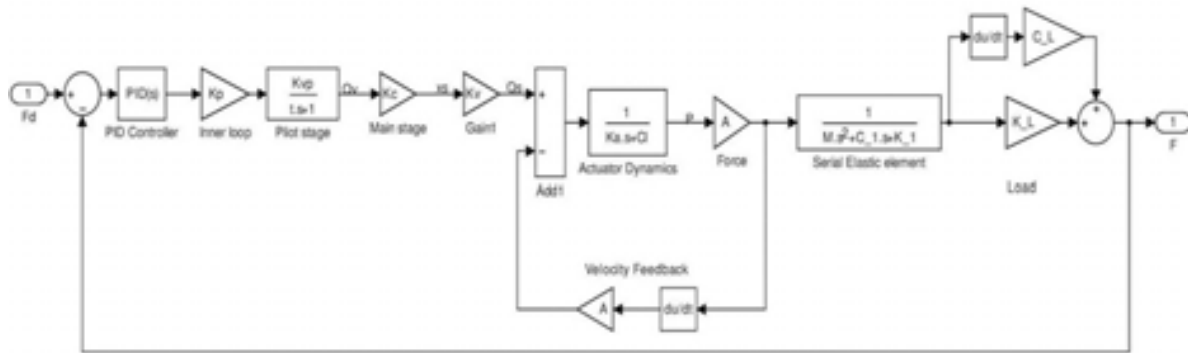 1
Fd
+
−
PID(s)
PID Controller
Kp
Inner loop
Kvp
t.s+1
Pilot stage
Qv
Kc
Main stage
xs
Kv
Gain1
Qs
+
−
Add1
1
Ka.s+Cl
Actuator Dynamics
P
A
Force
1
M.s²+C_1.s+K_1
Serial Elastic element
du/dt
C_L
K_L
Load
+
+
1
F
Velocity Feedback
A
du/dt